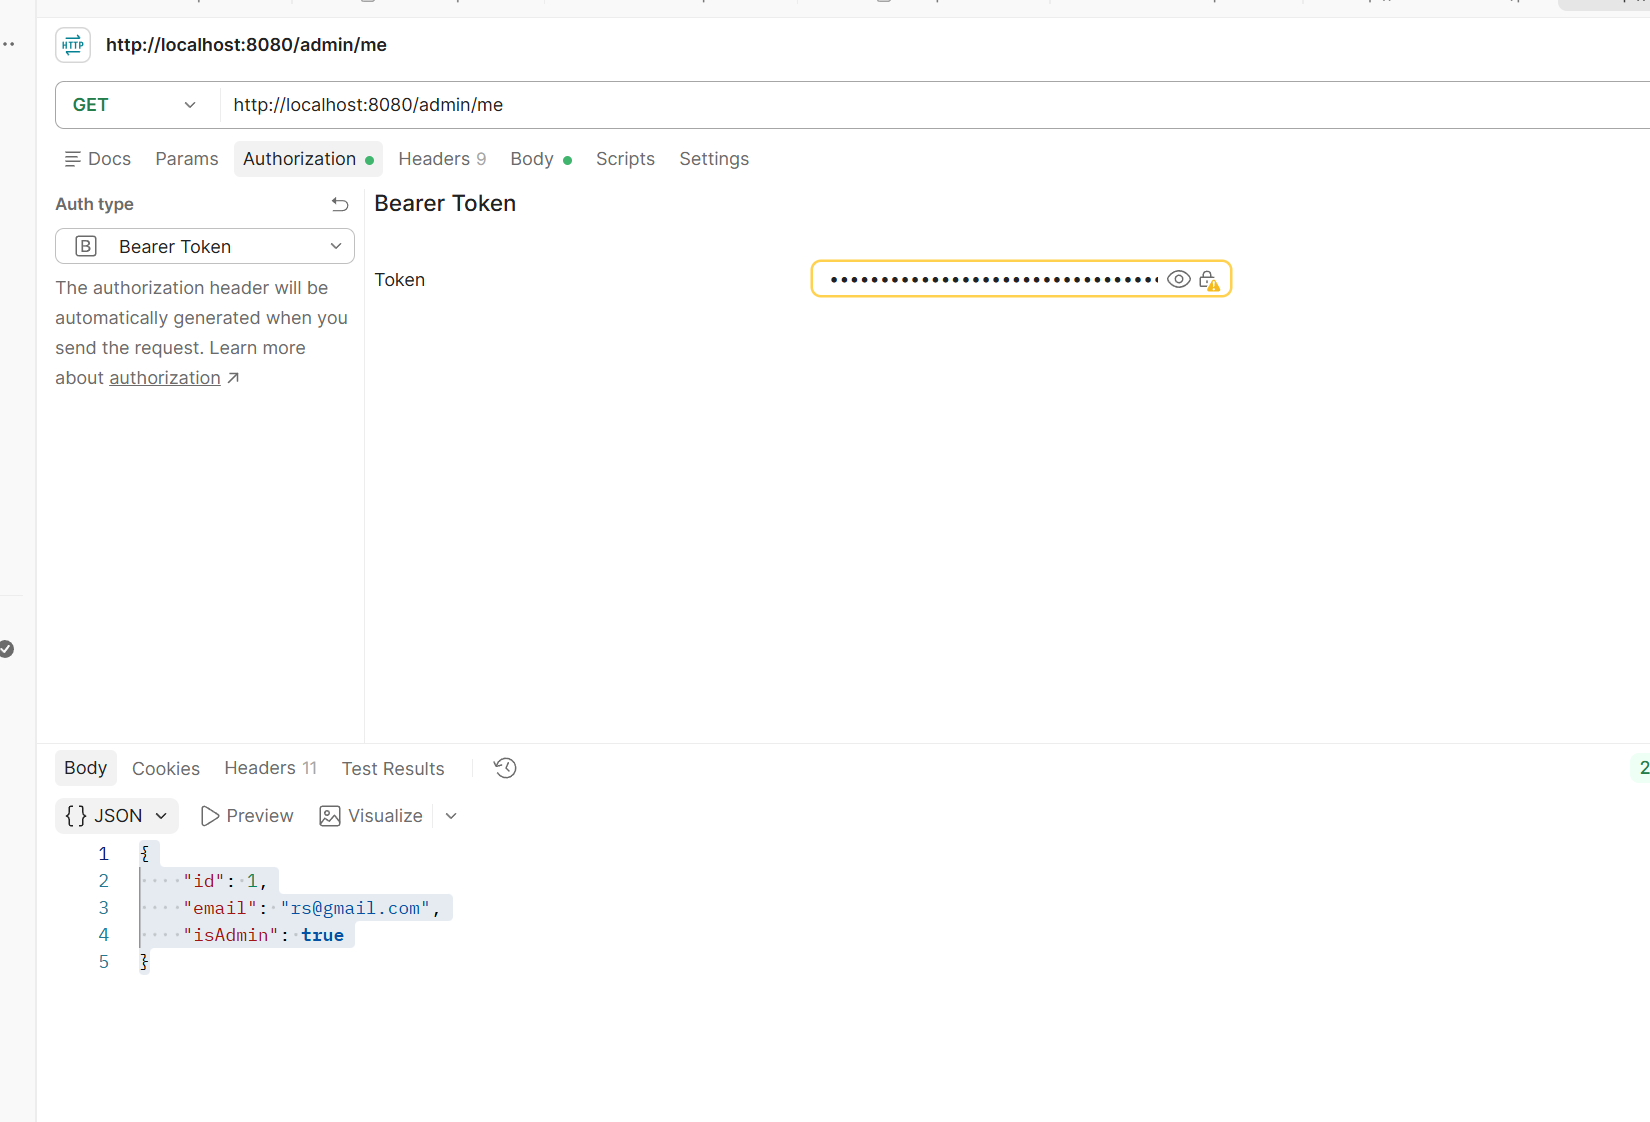 HTTP http://localhost:8080/admin/me
GET http://localhost:8080/admin/me
Docs Params Authorization Headers 9 Body Scripts Settings
Auth type
Bearer Token
B Bearer Token
Token
The authorization header will be
automatically generated when you
send the request. Learn more
about authorization
Body Cookies Headers 11 Test Results
2
{} JSON Preview Visualize
1 {
2 "id": 1,
3 "email": "rs@gmail.com",
4 "isAdmin": true
5 }